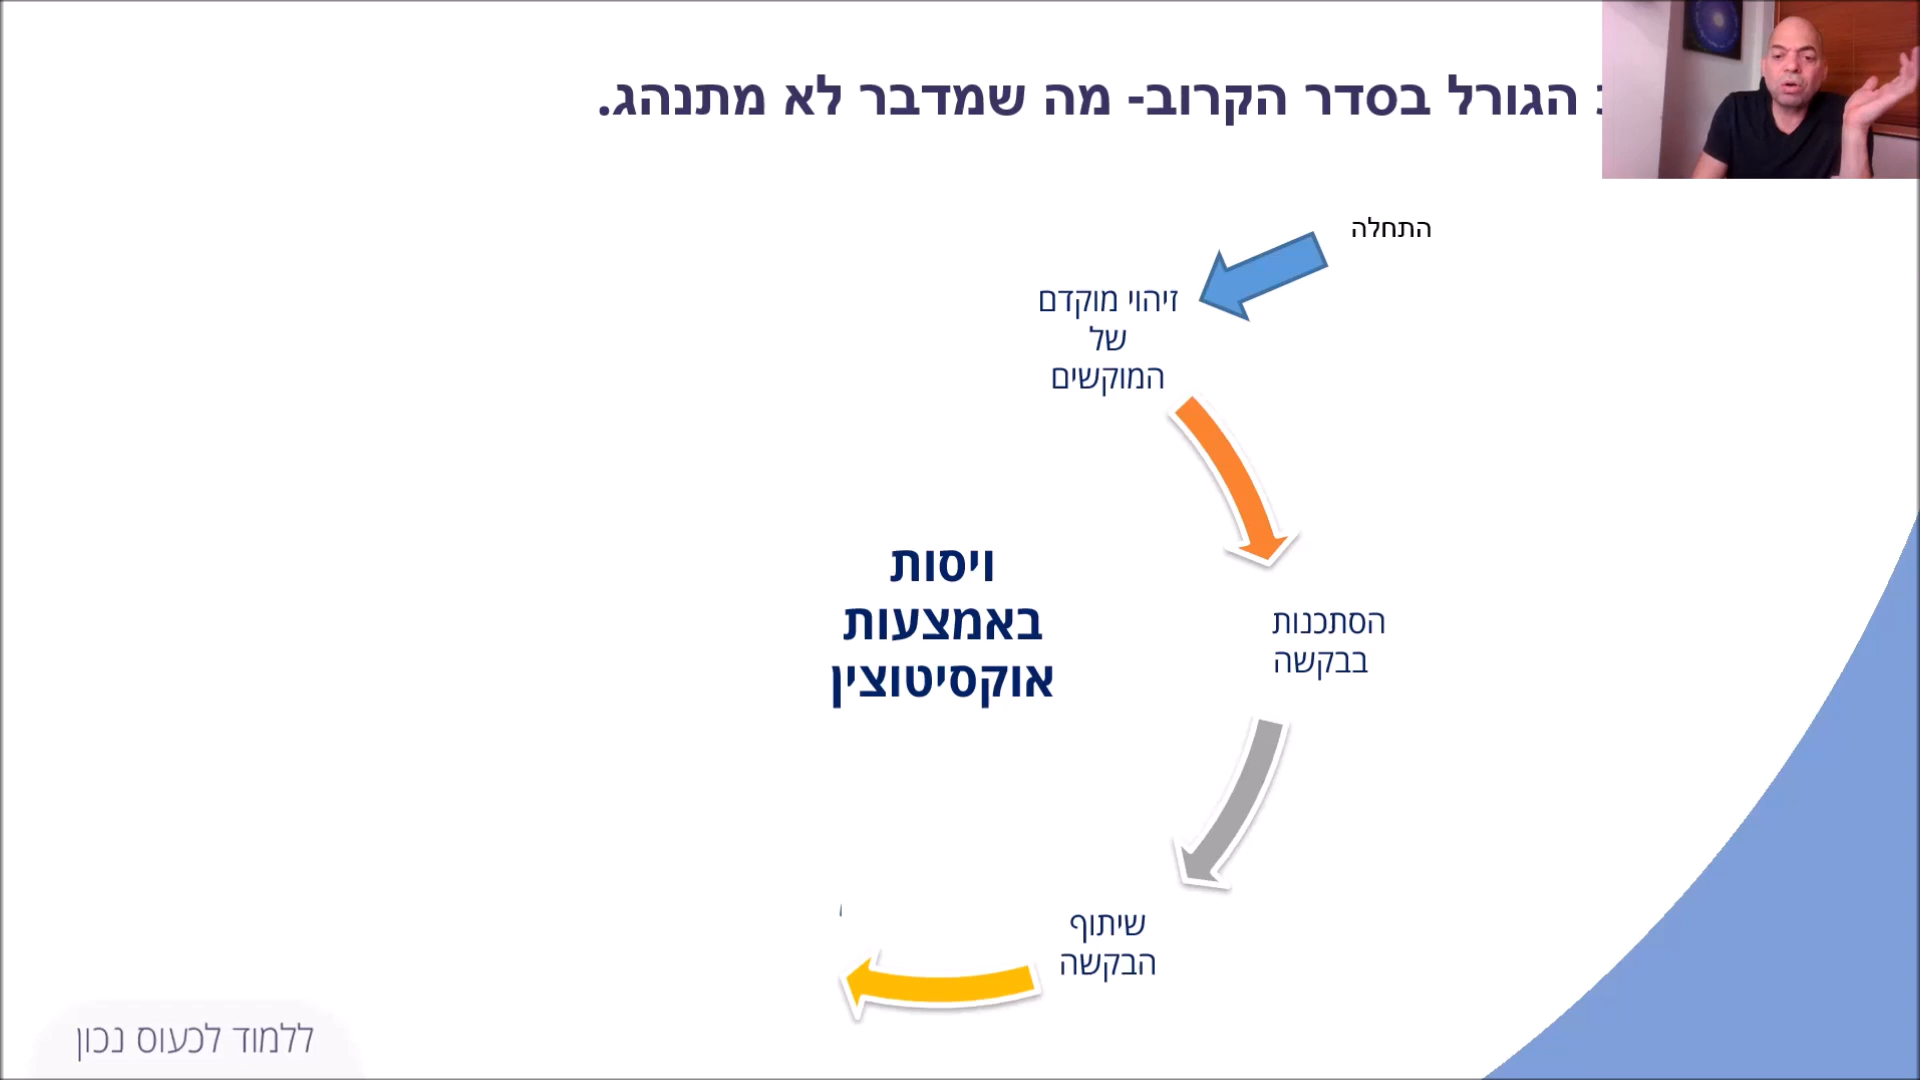 הגורל בסדר הקרוב- מה שמדבר לא מתנהג.
התחלה
זיהוי מוקדם
של
המוקשים
הסתכנות
בבקשה
ויסות
באמצעות
אוקסיטוצין
שיתוף
הבקשה
ללמוד לכעוס נכון